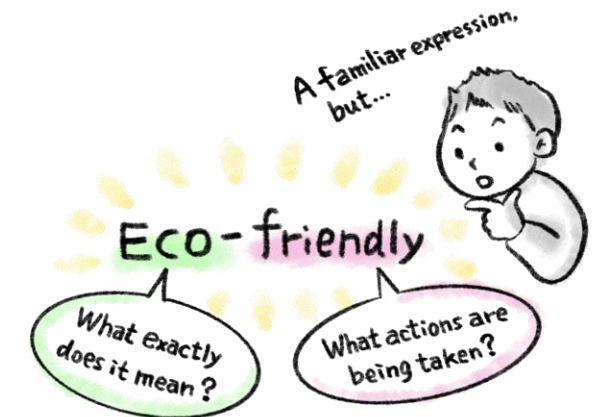 A familiar expression,
but...
Eco-friendly
What exactly
does it mean?
What actions are
being taken?